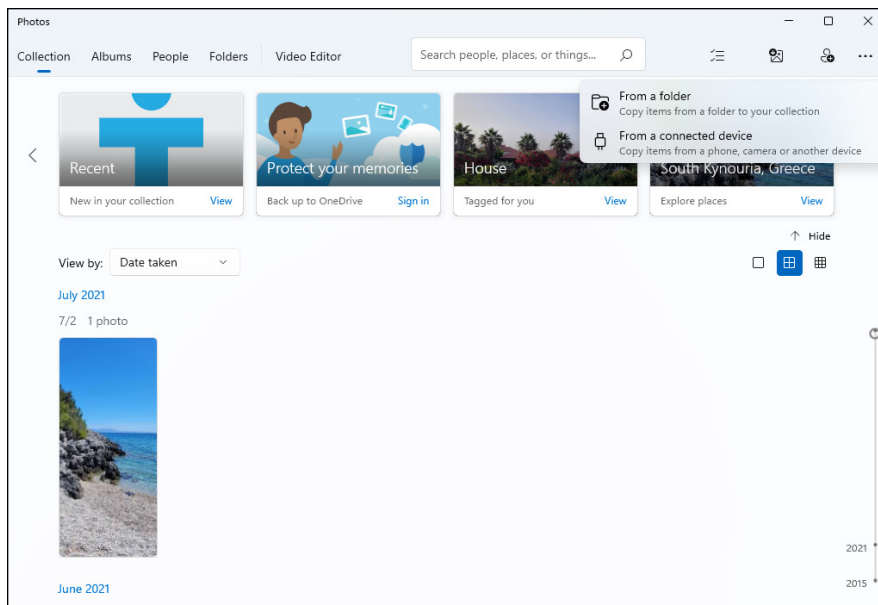 Photos
Collection Albums People Folders Video Editor Search people, places, or things...
From a folder
Copy items from a folder to your collection
From a connected device
Copy items from a phone, camera or another device
Recent Protect your memories House South Kynouria, Greece
New in your collection View Back up to OneDrive Sign in Tagged for you View Explore places View
Hide
View by: Date taken
July 2021
7/2 1 photo
2021
2015
June 2021